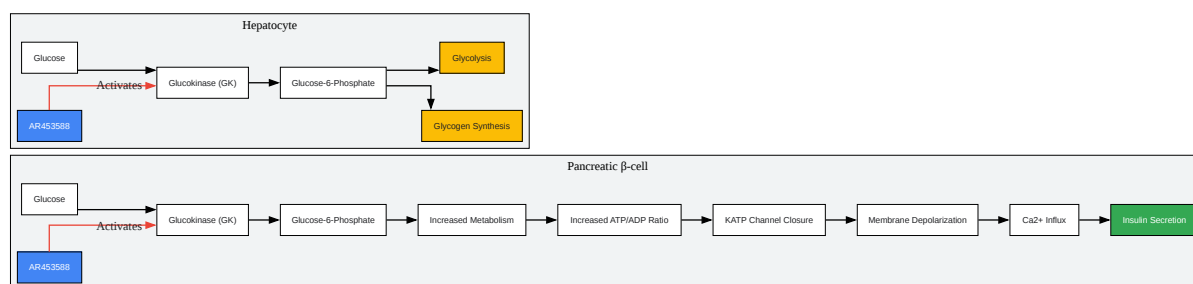 Hepatocyte
Glucose
Glycolysis
Activates
Glucokinase (GK)
Glucose-6-Phosphate
AR453588
Glycogen Synthesis
Pancreatic β-cell
Glucose
Activates
Glucokinase (GK)
Glucose-6-Phosphate
Increased Metabolism
Increased ATP/ADP Ratio
KATP Channel Closure
Membrane Depolarization
Ca2+ Influx
Insulin Secretion
AR453588